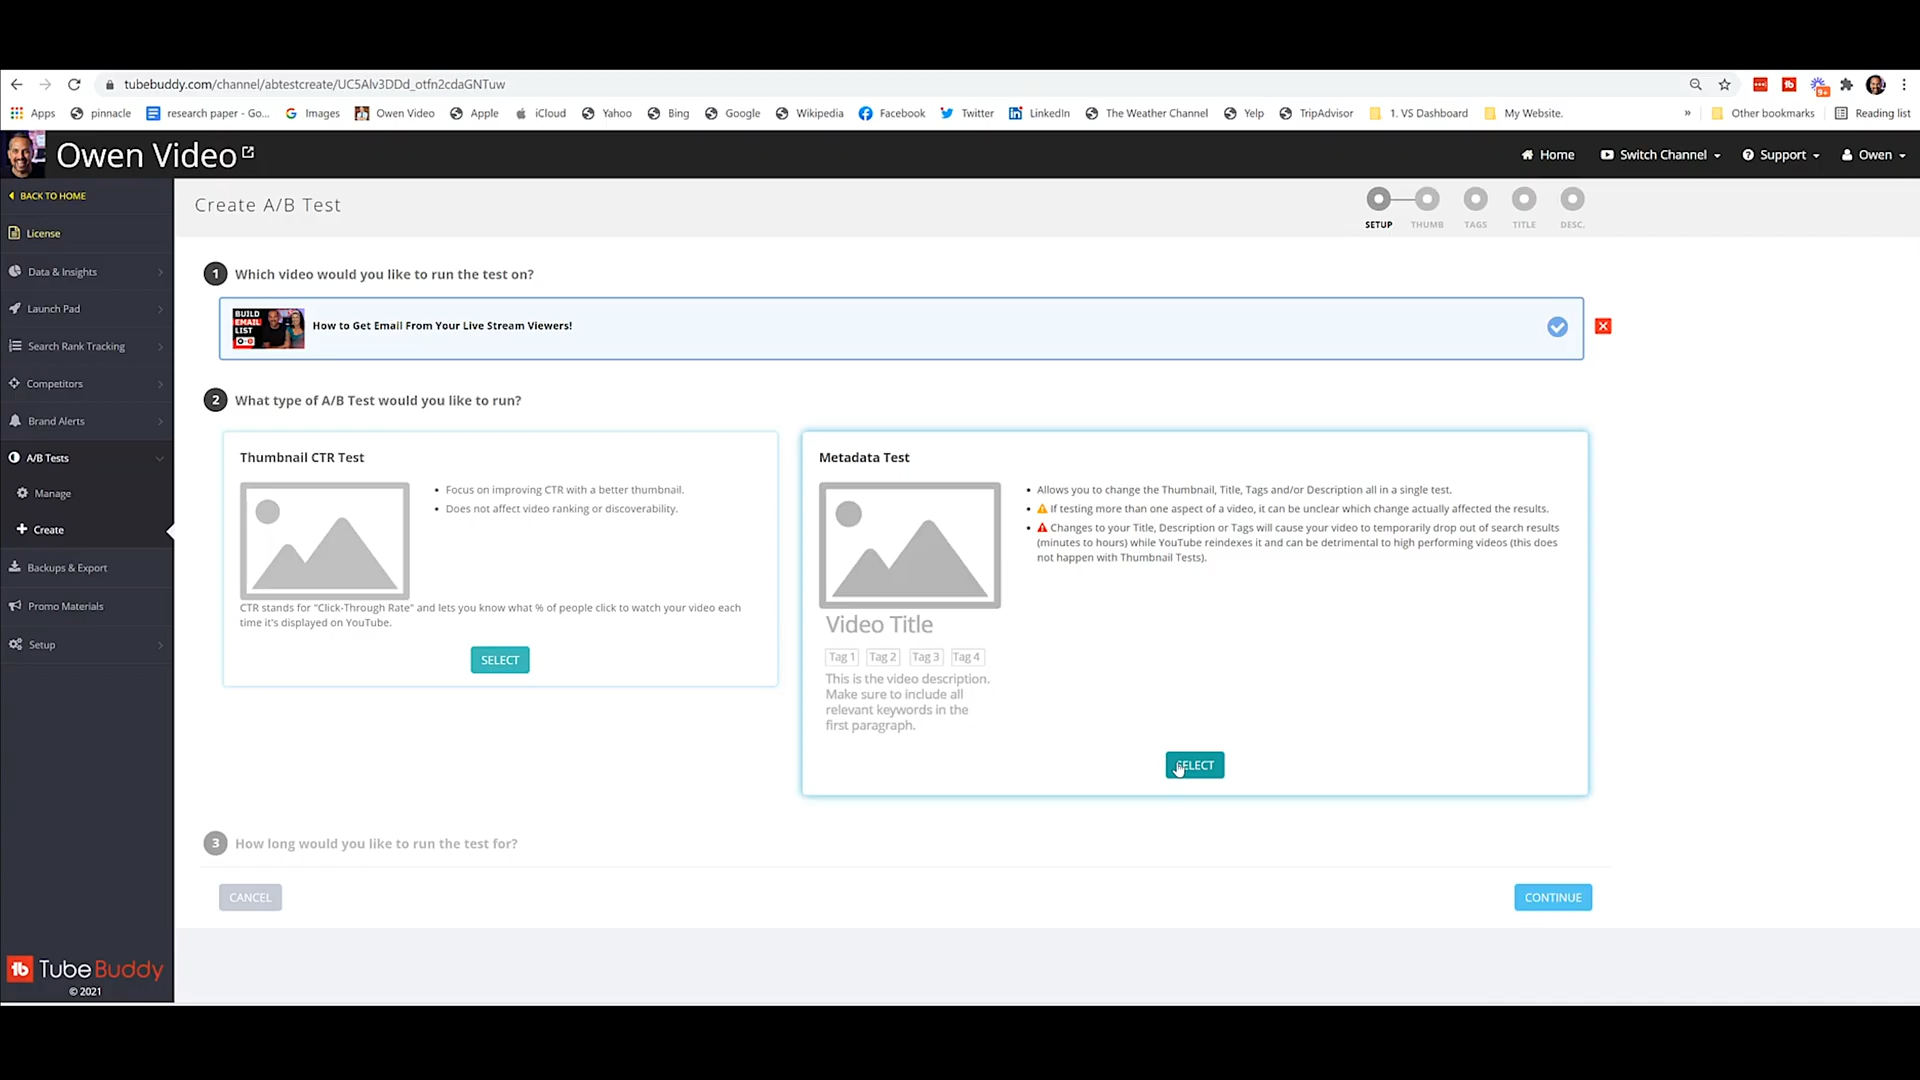 tubebuddy.com/channel/abtestcreate/UC5Alv3DDd_otfn2cdaGNTuw
9+
Apps pinnacle research paper - Go... Images Owen Video Apple iCloud Yahoo Bing Google Wikipedia Facebook Twitter LinkedIn The Weather Channel Yelp TripAdvisor 1. VS Dashboard My Website. » Other bookmarks Reading list
Owen Video
Home Switch Channel Support Owen
BACK TO HOME
License
Data & Insights
Launch Pad
Search Rank Tracking
Competitors
Brand Alerts
A/B Tests
Manage
Create
Backups & Export
Promo Materials
Setup
TubeBuddy
© 2021
Create A/B Test
SETUP THUMB TAGS TITLE DESC.
1 Which video would you like to run the test on?
BUILD
EMAIL
LIST
How to Get Email From Your Live Stream Viewers!
2 What type of A/B Test would you like to run?
Thumbnail CTR Test
• Focus on improving CTR with a better thumbnail.
• Does not affect video ranking or discoverability.
CTR stands for "Click-Through Rate" and lets you know what % of people click to watch your video each
time it's displayed on YouTube.
SELECT
Metadata Test
• Allows you to change the Thumbnail, Title, Tags and/or Description all in a single test.
• If testing more than one aspect of a video, it can be unclear which change actually affected the results.
• Changes to your Title, Description or Tags will cause your video to temporarily drop out of search results
(minutes to hours) while YouTube reindexes it and can be detrimental to high performing videos (this does
not happen with Thumbnail Tests).
Video Title
Tag 1 Tag 2 Tag 3 Tag 4
This is the video description.
Make sure to include all
relevant keywords in the
first paragraph.
SELECT
3 How long would you like to run the test for?
CANCEL
CONTINUE